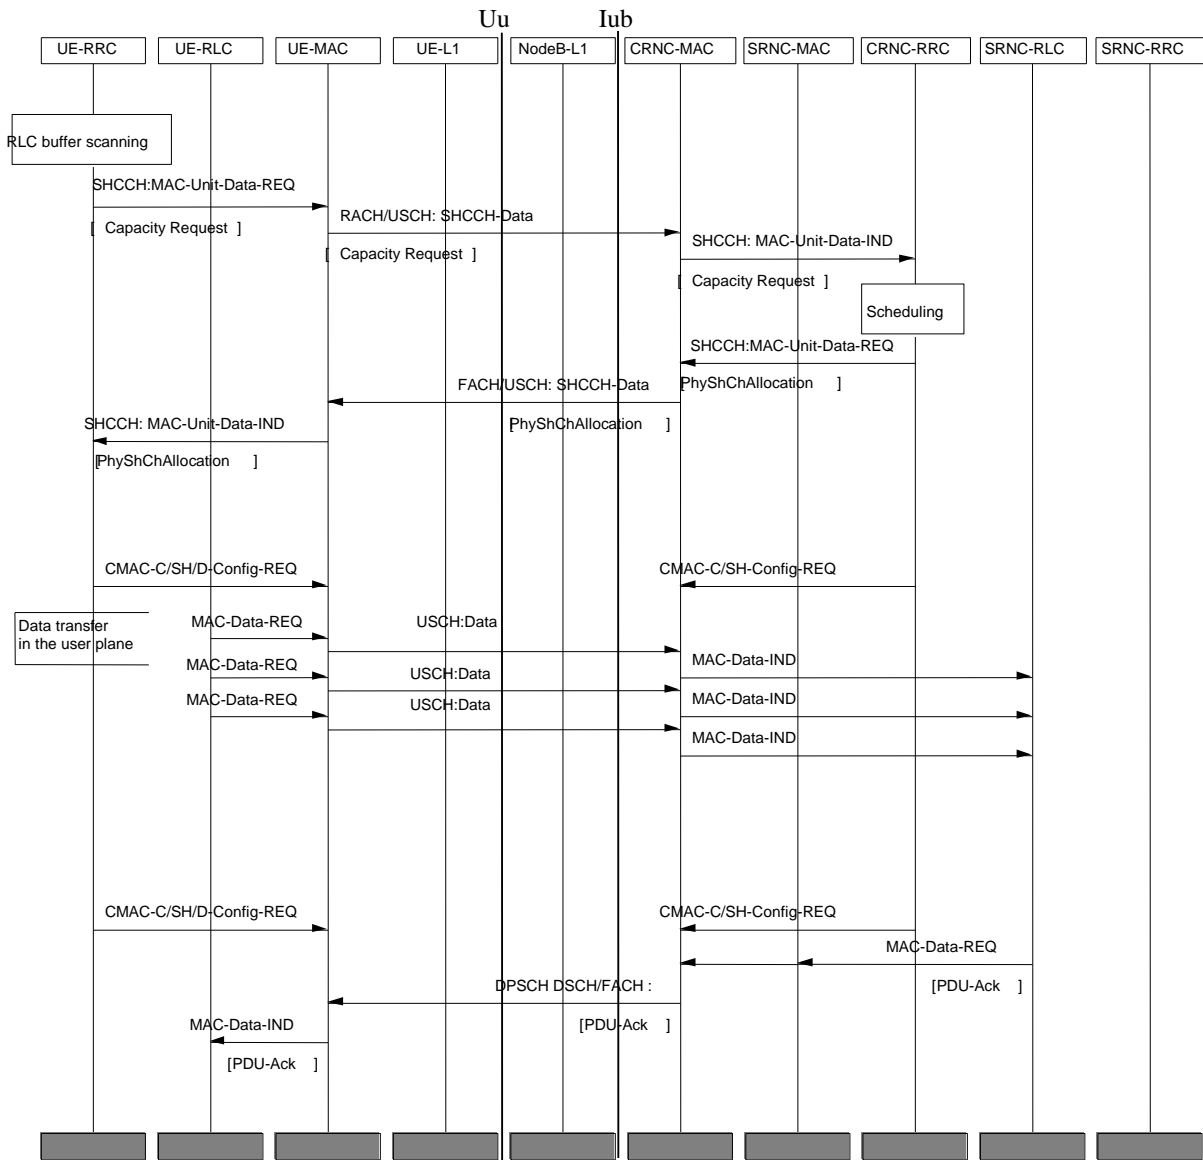 Uu Iub
UE-RRC UE-RLC UE-MAC UE-L1 NodeB-L1 CRNC-MAC SRNC-MAC CRNC-RRC SRNC-RLC SRNC-RRC
RLC buffer scanning
SHCCH:MAC-Unit-Data-REQ
[ Capacity Request ]
RACH/USCH: SHCCH-Data
[ Capacity Request ]
SHCCH: MAC-Unit-Data-IND
[ Capacity Request ]
Scheduling
SHCCH:MAC-Unit-Data-REQ
[PhyShChAllocation ]
FACH/USCH: SHCCH-Data
[PhyShChAllocation ]
SHCCH: MAC-Unit-Data-IND
[PhyShChAllocation ]
CMAC-C/SH/D-Config-REQ CMAC-C/SH-Config-REQ
Data transfer
in the user plane
MAC-Data-REQ USCH:Data
MAC-Data-IND
MAC-Data-REQ USCH:Data
MAC-Data-IND
MAC-Data-REQ USCH:Data
MAC-Data-IND
CMAC-C/SH/D-Config-REQ CMAC-C/SH-Config-REQ
MAC-Data-REQ
[PDU-Ack ]
DPSCH DSCH/FACH :
[PDU-Ack ]
MAC-Data-IND
[PDU-Ack ]